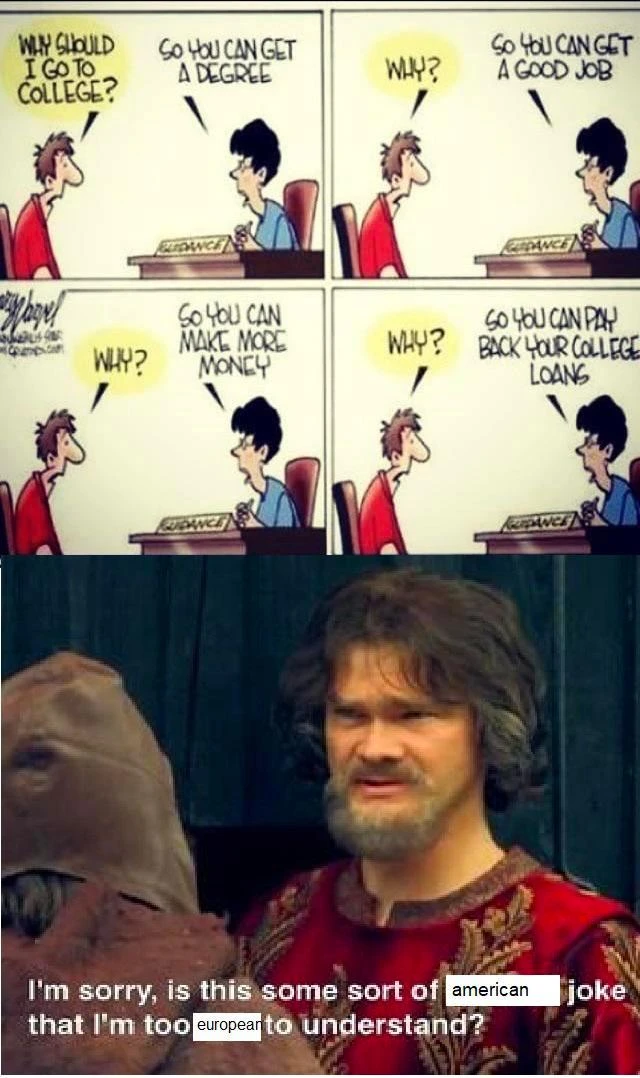 WHY SHOULD
I GO TO
COLLEGE?
SO YOU CAN GET
A DEGREE
GUIDANCE
WHY?
SO YOU CAN GET
A GOOD JOB
GUIDANCE
WHY?
SO YOU CAN
MAKE MORE
MONEY
GUIDANCE
WHY?
SO YOU CAN PAY
BACK YOUR COLLEGE
LOANS
GUIDANCE
I'm sorry, is this some sort of american joke
that I'm too european to understand?